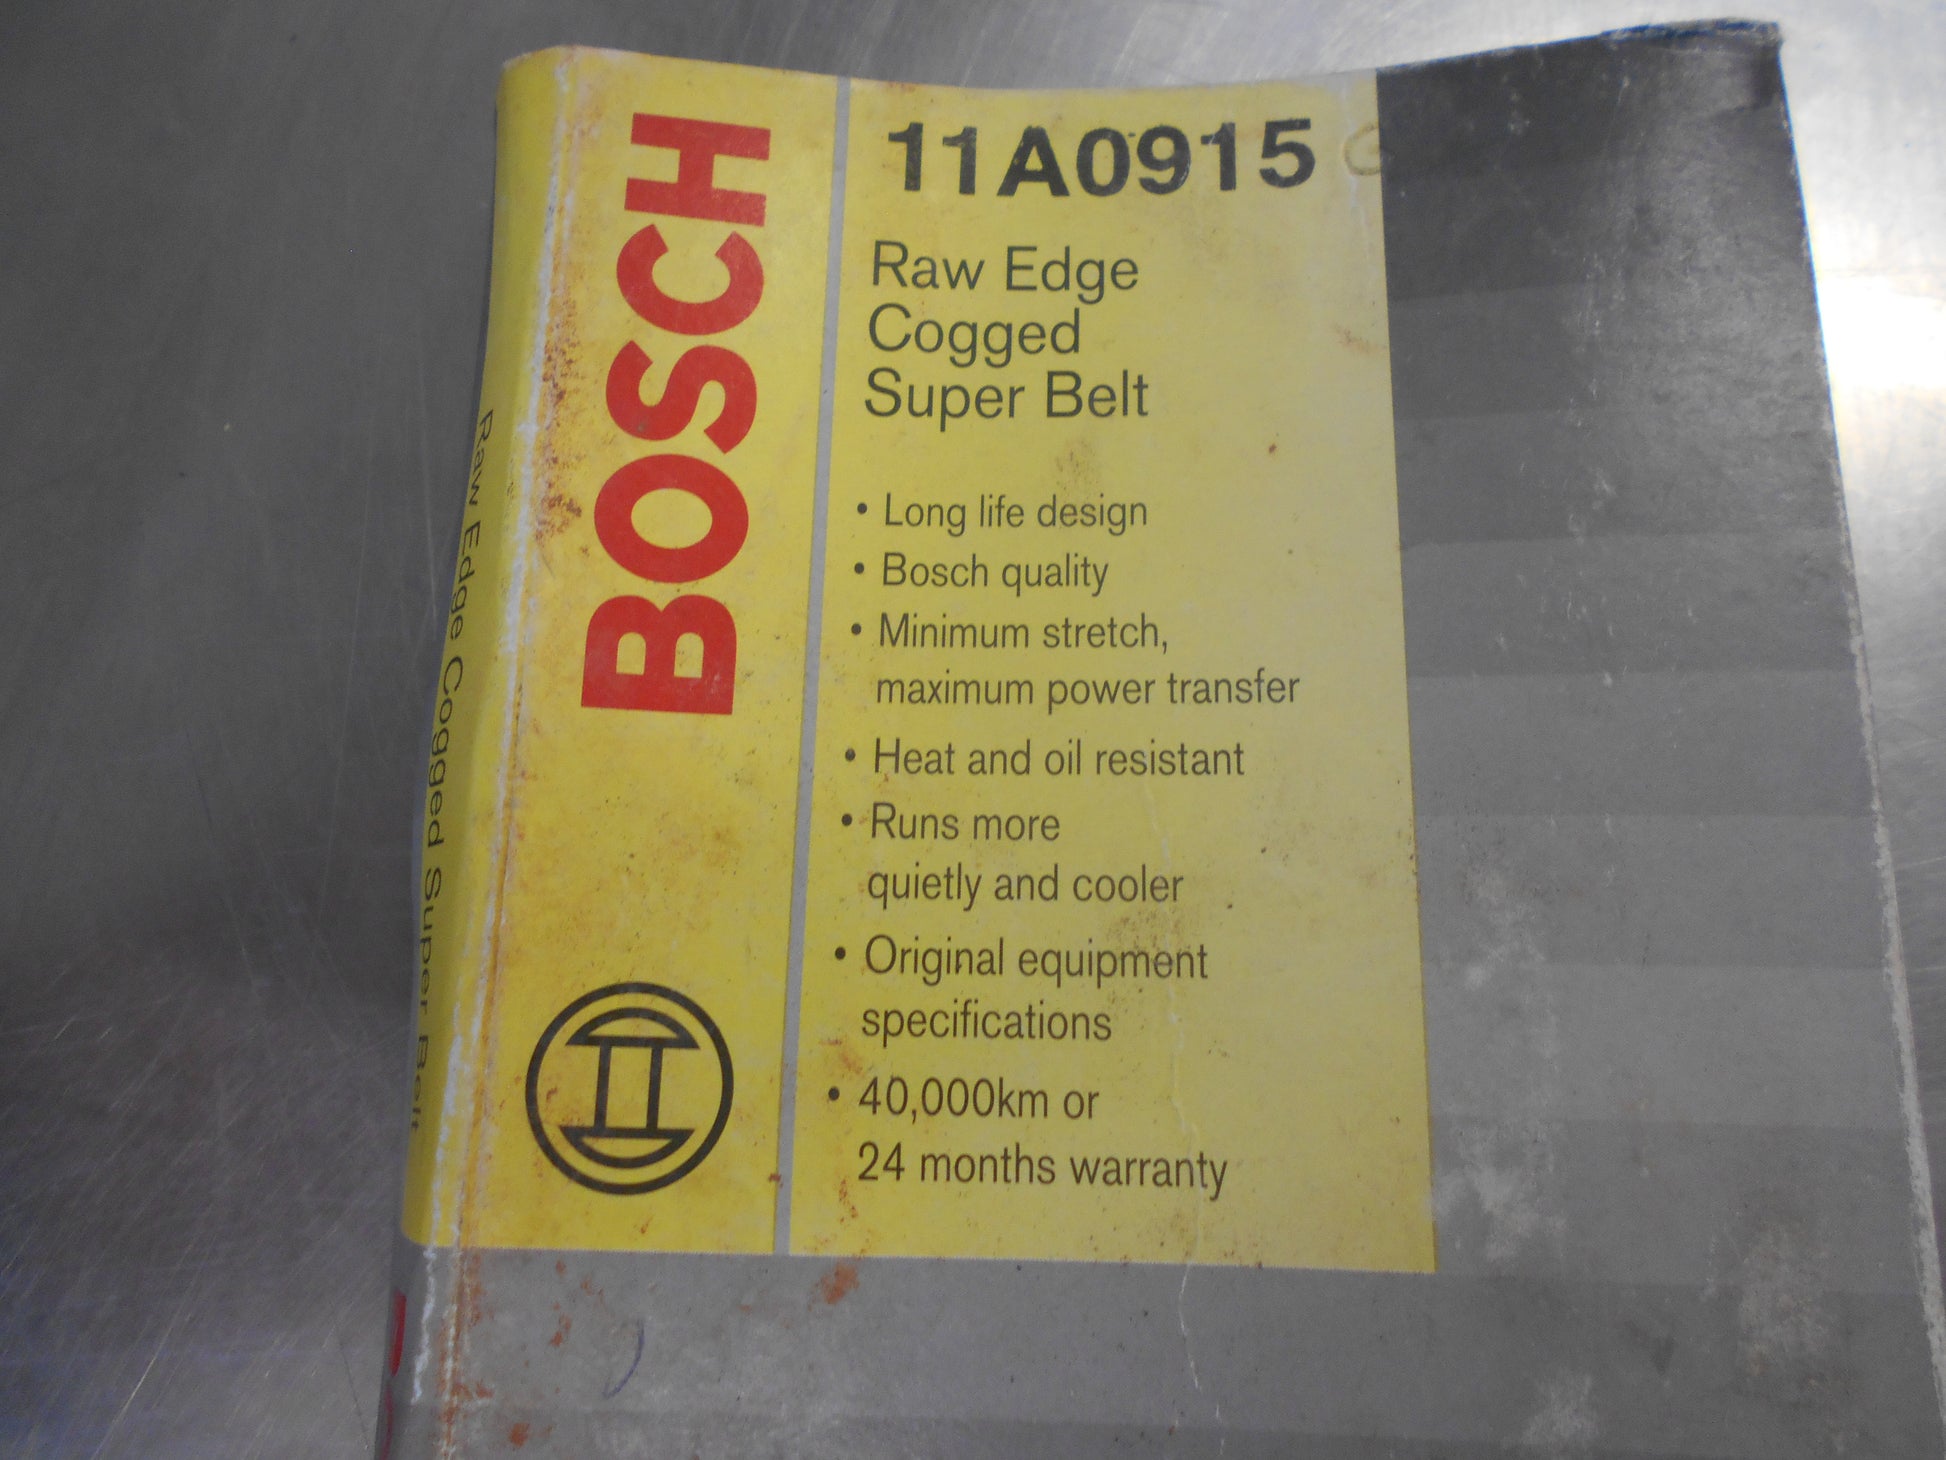 BOSCH
11A0915
Raw Edge
Cogged
Super Belt
• Long life design
• Bosch quality
• Minimum stretch,
maximum power transfer
• Heat and oil resistant
• Runs more
quietly and cooler
• Original equipment
specifications
• 40,000km or
24 months warranty
Raw Edge Cogged Super Belt